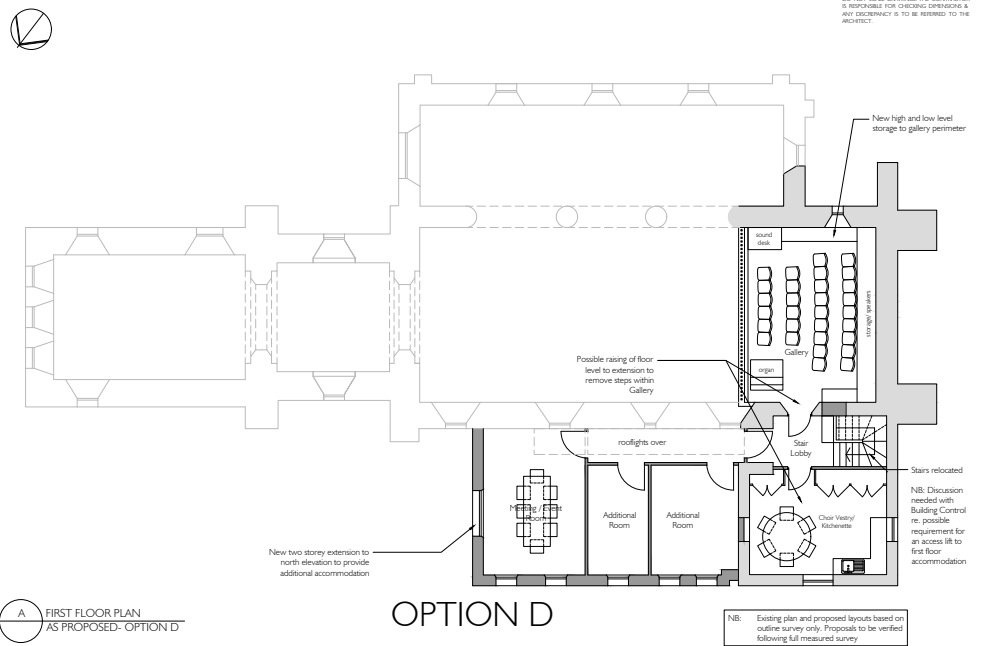 IS RESPONSIBLE FOR CHECKING DIMENSIONS &
ANY DISCREPANCY IS TO BE REFERRED TO THE
ARCHITECT.
New high and low level
storage to gallery perimeter
sound
desk
storage/ speakers
Gallery
organ
Possible raising of floor
level to extension to
remove steps within
Gallery
rooflights over
Stair
Lobby
Stairs relocated
NB: Discussion
needed with
Building Control
re. possible
requirement for
an access lift to
first floor
accommodation
Meeting / Event
Room
Additional
Room
Additional
Room
Choir Vestry/
Kitchenette
New two storey extension to
north elevation to provide
additional accommodation
A
FIRST FLOOR PLAN
AS PROPOSED- OPTION D
OPTION D
NB: Existing plan and proposed layouts based on
outline survey only. Proposals to be verified
following full measured survey